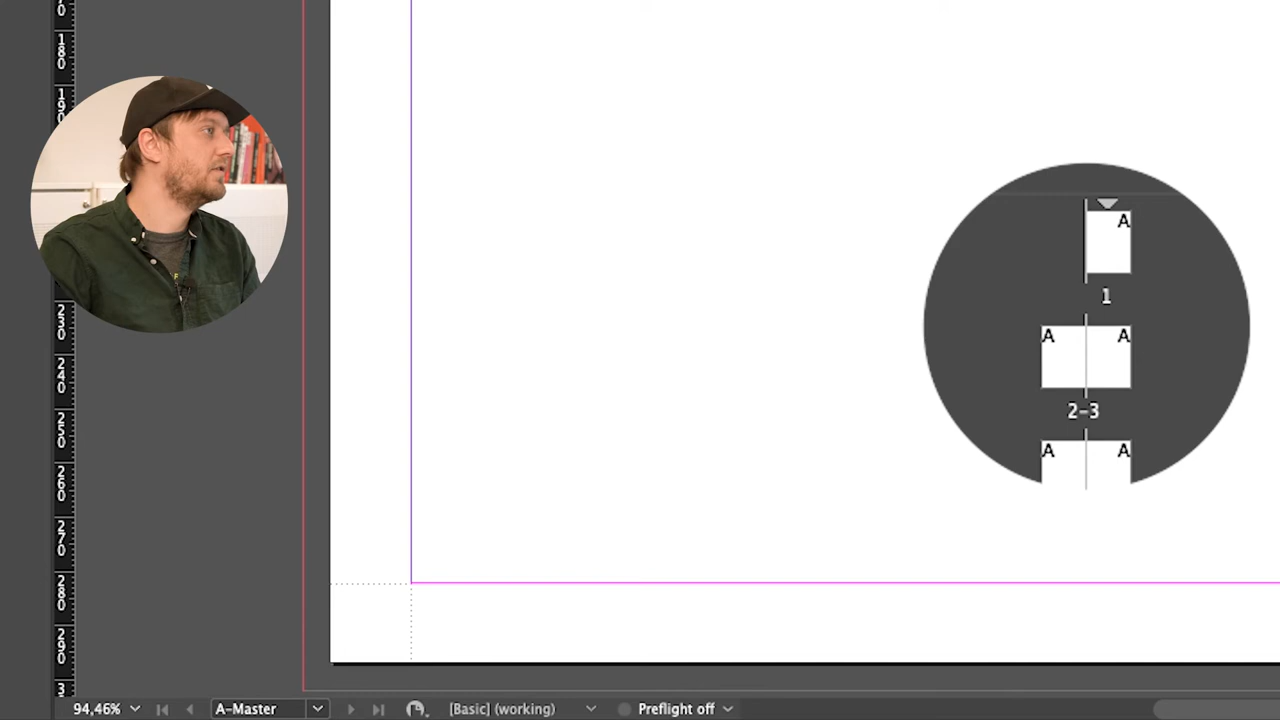 180
190
A
1
A A
2-3
A A
230
240
250
260
270
280
290
94,46% A-Master [Basic] (working) Preflight off